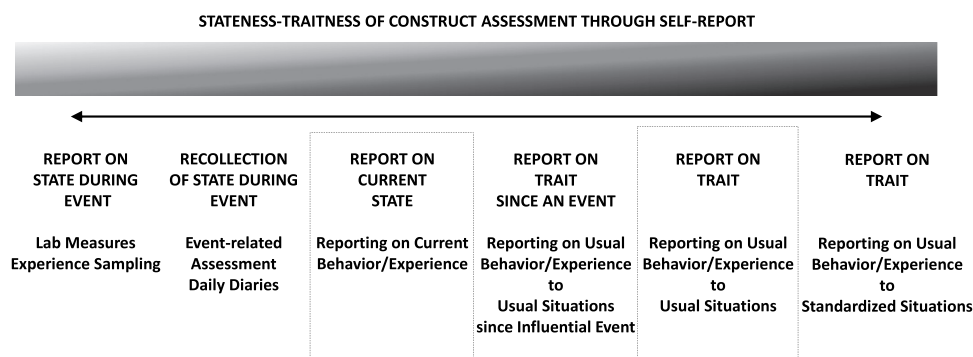 STATENESS-TRAITNESS OF CONSTRUCT ASSESSMENT THROUGH SELF-REPORT
REPORT ON
STATE DURING
EVENT
Lab Measures
Experience Sampling
RECOLLECTION
OF STATE DURING
EVENT
Event-related
Assessment
Daily Diaries
REPORT ON
CURRENT
STATE
Reporting on Current
Behavior/Experience
REPORT ON
TRAIT
SINCE AN EVENT
Reporting on Usual
Behavior/Experience
to
Usual Situations
since Influential Event
REPORT ON
TRAIT
Reporting on Usual
Behavior/Experience
to
Usual Situations
REPORT ON
TRAIT
Reporting on Usual
Behavior/Experience
to
Standardized Situations